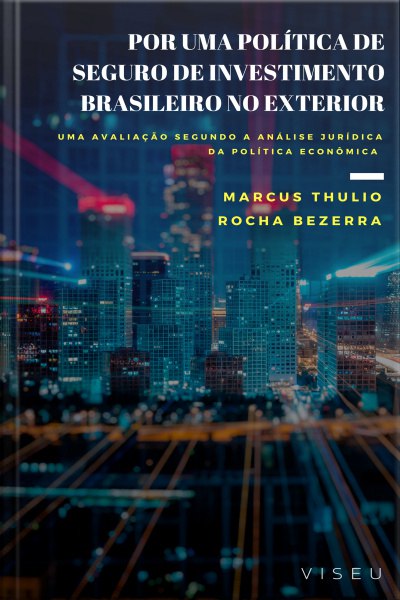 POR UMA POLÍTICA DE
SEGURO DE INVESTIMENTO
BRASILEIRO NO EXTERIOR
UMA AVALIAÇÃO SEGUNDO A ANÁLISE JURÍDICA
DA POLÍTICA ECONÔMICA
MARCUS THULIO
ROCHA BEZERRA
VISEU